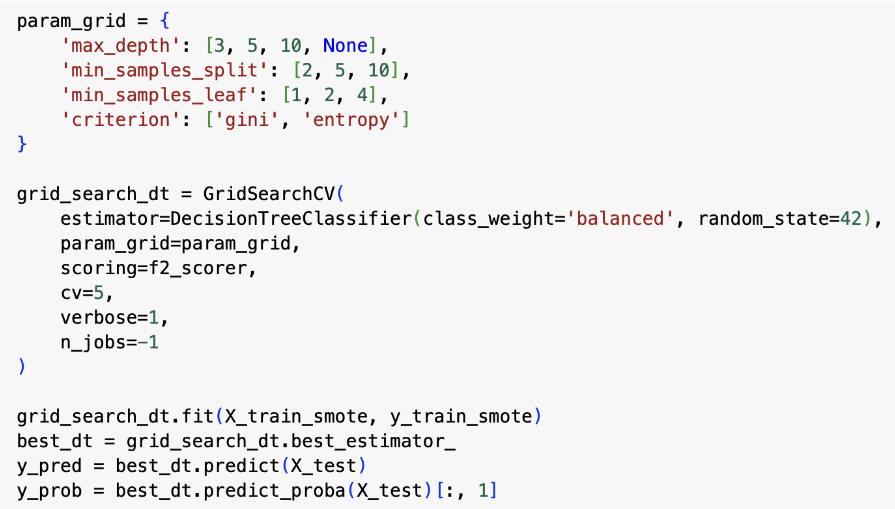 param_grid = {
    'max_depth': [3, 5, 10, None],
    'min_samples_split': [2, 5, 10],
    'min_samples_leaf': [1, 2, 4],
    'criterion': ['gini', 'entropy']
}

grid_search_dt = GridSearchCV(
    estimator=DecisionTreeClassifier(class_weight='balanced', random_state=42),
    param_grid=param_grid,
    scoring=f2_scorer,
    cv=5,
    verbose=1,
    n_jobs=-1
)

grid_search_dt.fit(X_train_smote, y_train_smote)
best_dt = grid_search_dt.best_estimator_
y_pred = best_dt.predict(X_test)
y_prob = best_dt.predict_proba(X_test)[:, 1]